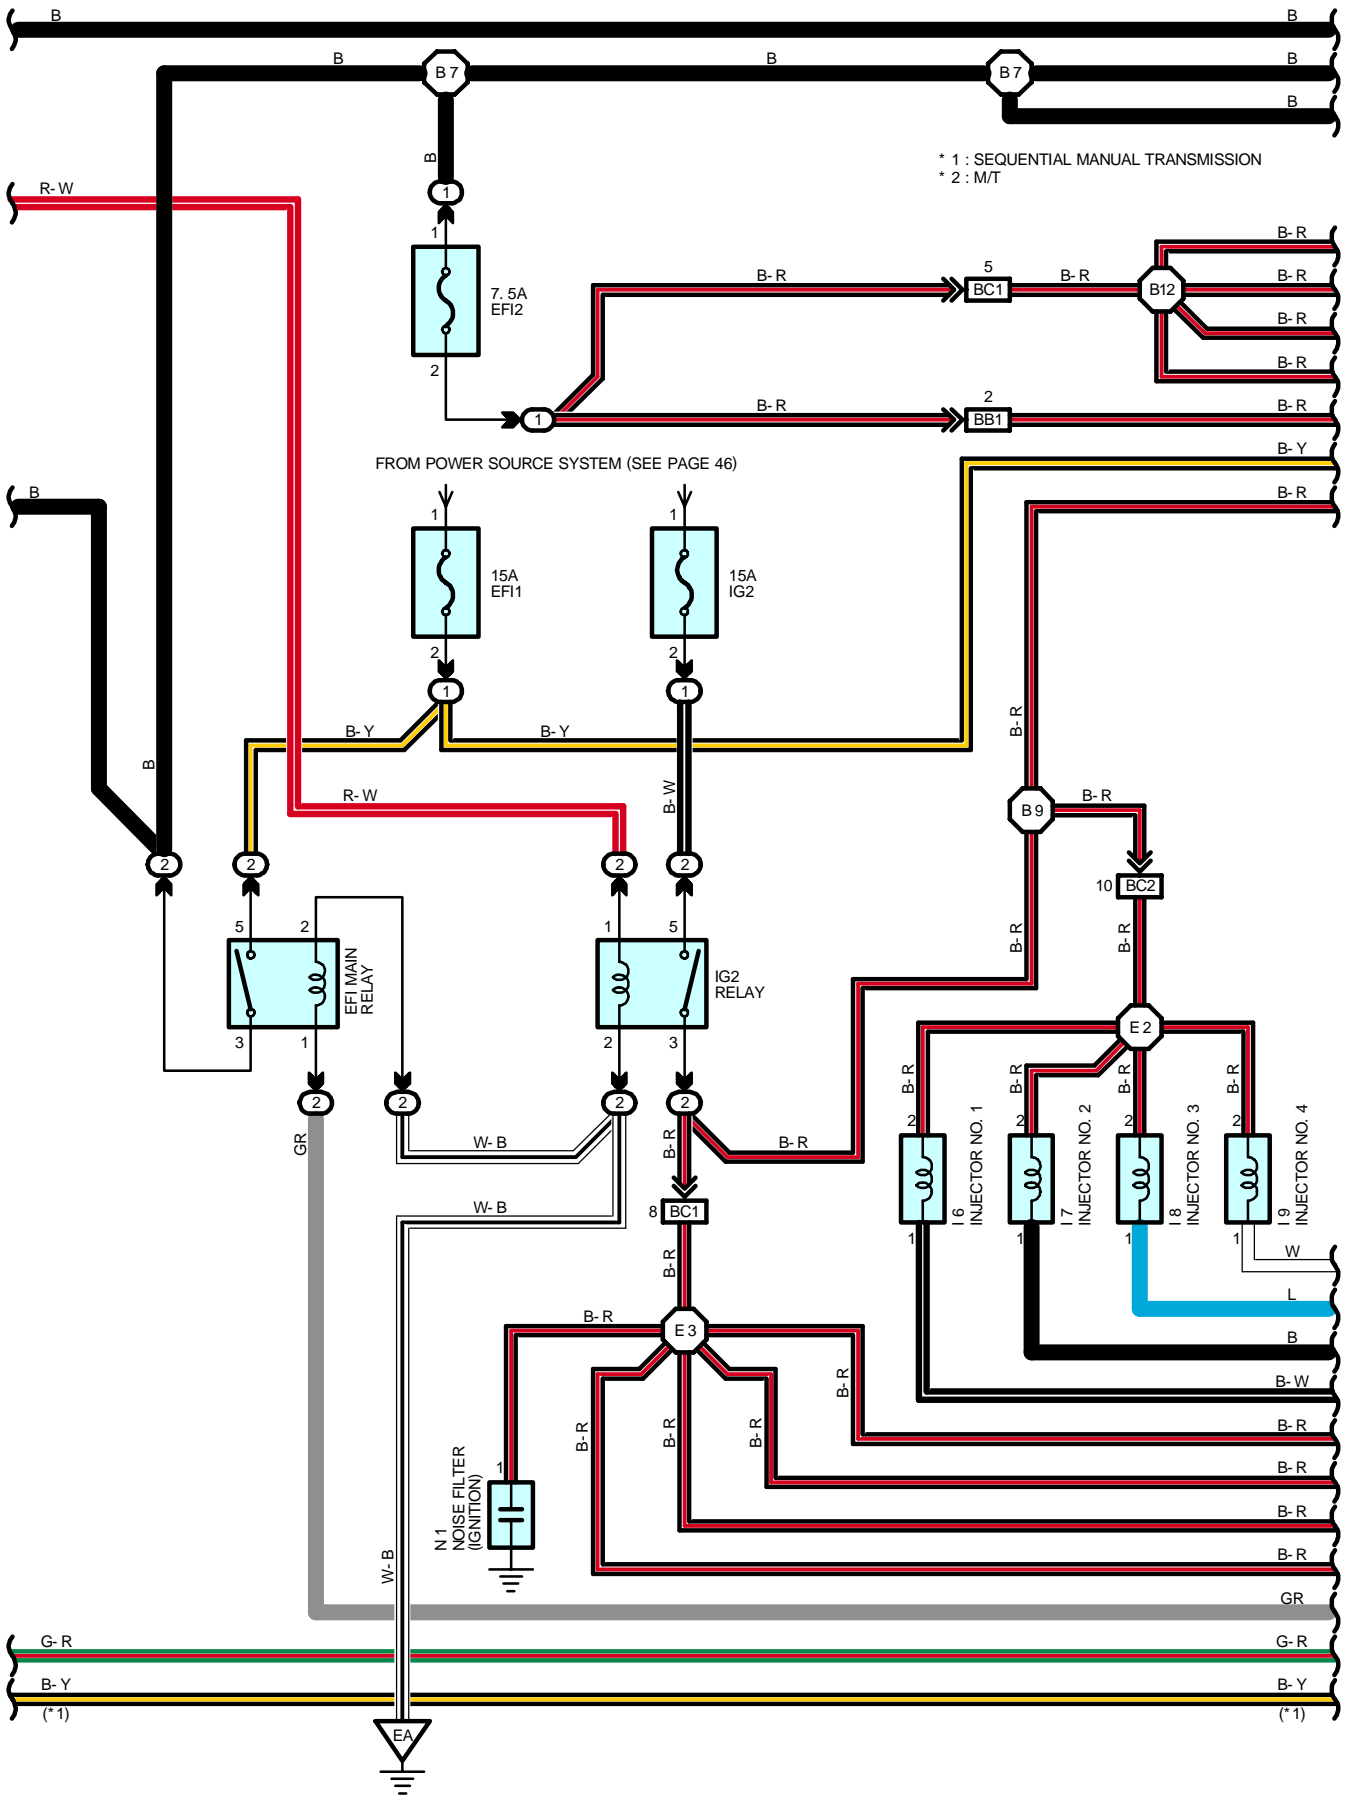 B
B
B
B 7
B
B 7
B
B
B
* 1 : SEQUENTIAL MANUAL TRANSMISSION
* 2 : M/T
R- W
1
1
7. 5A
EFI2
2
1
B- R
5
BC1
B- R
B12
B- R
B- R
B- R
B- R
B- R
2
BB1
B- R
B- Y
B- R
FROM POWER SOURCE SYSTEM (SEE PAGE 46)
B
1
15A
EFI1
2
1
1
15A
IG2
2
1
B- Y
B- Y
B
R- W
B- W
B- R
B 9
B- R
10
BC2
2
2
2
2
5
2
EFI MAIN
RELAY
3
1
1
5
IG2
RELAY
2
3
B- R
B- R
E 2
2
2
2
2
GR
W- B
B- R
B- R
W- B
8
BC1
B- R
B- R
B- R
B- R
B- R
2
2
2
2
I 6
INJECTOR NO. 1
I 7
INJECTOR NO. 2
I 8
INJECTOR NO. 3
I 9
INJECTOR NO. 4
1
1
1
1
W
L
B
B- W
B- R
E 3
B- R
B- R
B- R
B- R
B- R
B- R
B- R
B- R
1
N 1
NOISE FILTER
(IGNITION)
W- B
GR
G- R
G- R
B- Y
(* 1)
B- Y
(* 1)
EA